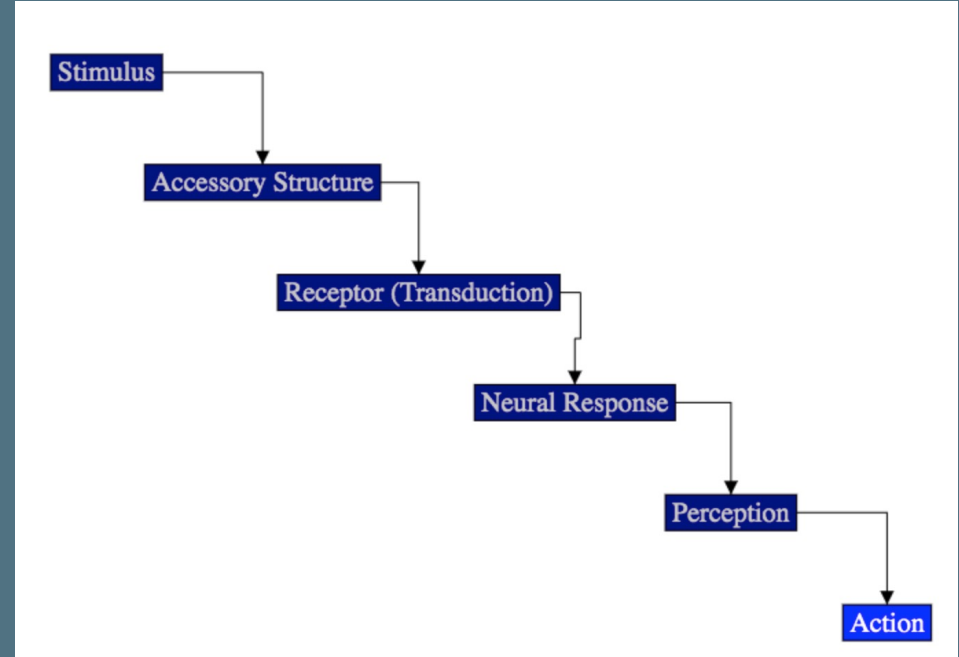 Stimulus
Accessory Structure
Receptor (Transduction)
Neural Response
Perception
Action